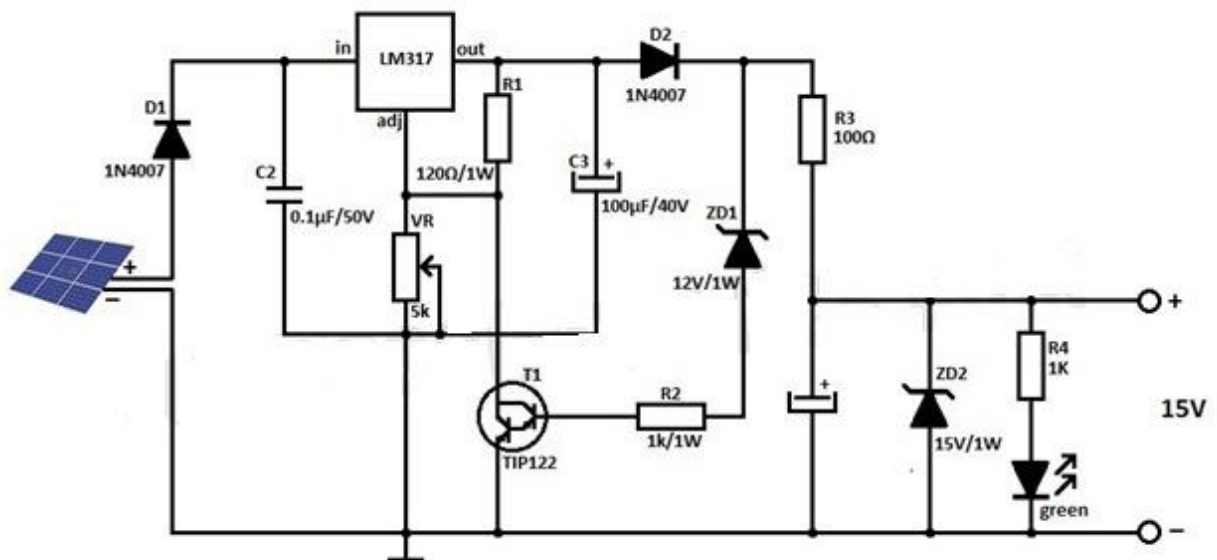 D2
in
LM317
out
R1
1N4007
D1
adj
R3
100Ω
1N4007
C2
120Ω/1W
C3
+
0.1µF/50V
VR
100µF/40V
ZD1
+
12V/1W
−
5k
+
R4
1K
T1
R2
ZD2
+
15V
1k/1W
15V/1W
TIP122
green
−